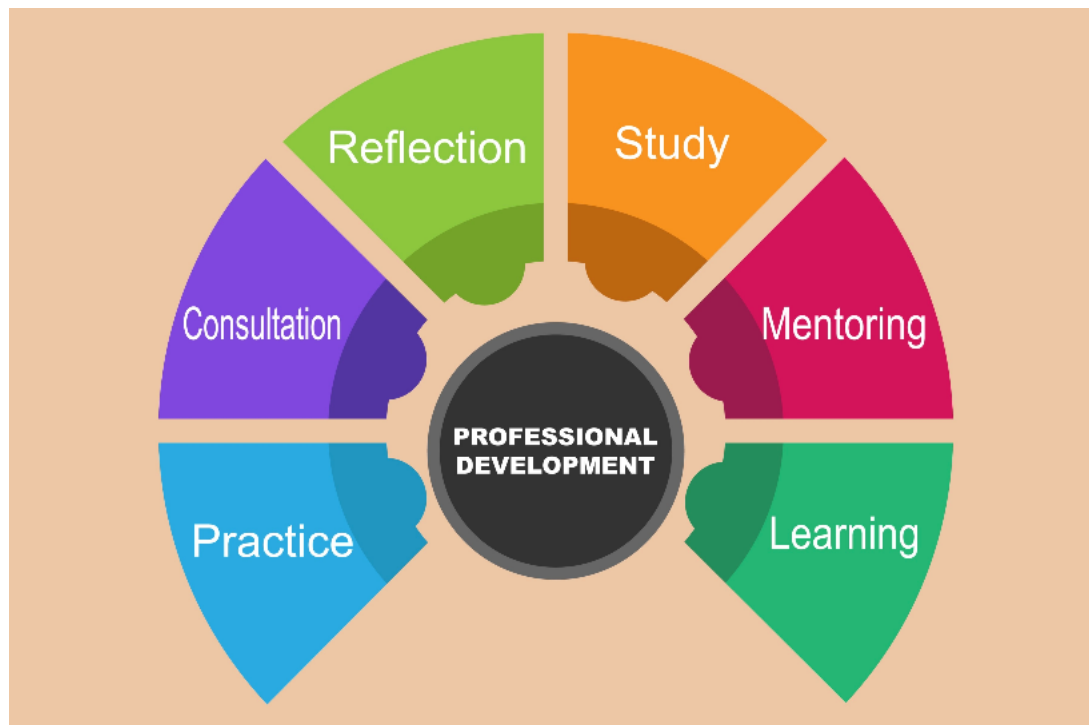 Reflection
Study
Consultation
Mentoring
PROFESSIONAL
DEVELOPMENT
Practice
Learning